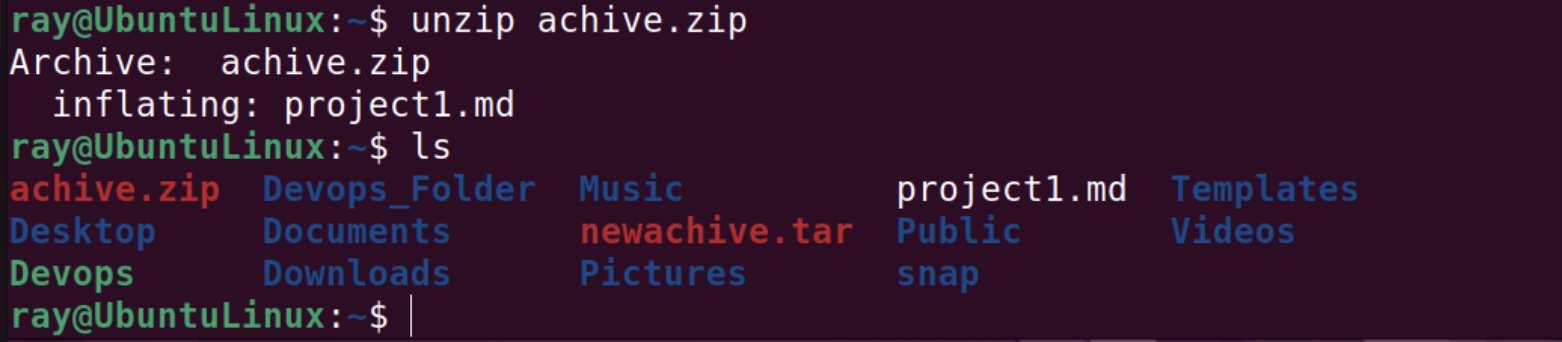 ray@UbuntuLinux:~$ unzip achive.zip
Archive:  achive.zip
  inflating: project1.md
ray@UbuntuLinux:~$ ls
achive.zip  Devops_Folder  Music          project1.md  Templates
Desktop     Documents      newachive.tar  Public       Videos
Devops      Downloads      Pictures       snap
ray@UbuntuLinux:~$